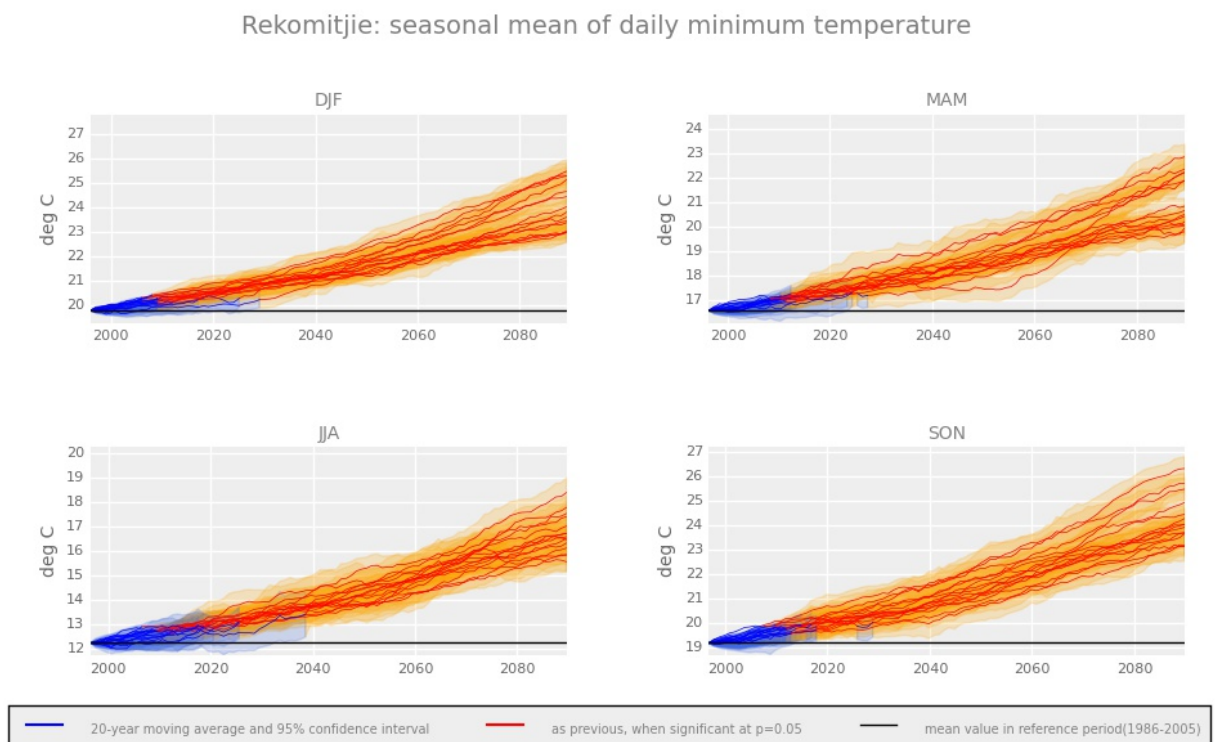 Rekomitjie: seasonal mean of daily minimum temperature
DJF
27
26
25
24
23
22
21
20
deg C
2000 2020 2040 2060 2080
MAM
24
23
22
21
20
19
18
17
deg C
2000 2020 2040 2060 2080
JJA
20
19
18
17
16
15
14
13
12
deg C
2000 2020 2040 2060 2080
SON
27
26
25
24
23
22
21
20
19
deg C
2000 2020 2040 2060 2080
20-year moving average and 95% confidence interval as previous, when significant at p=0.05 mean value in reference period(1986-2005)